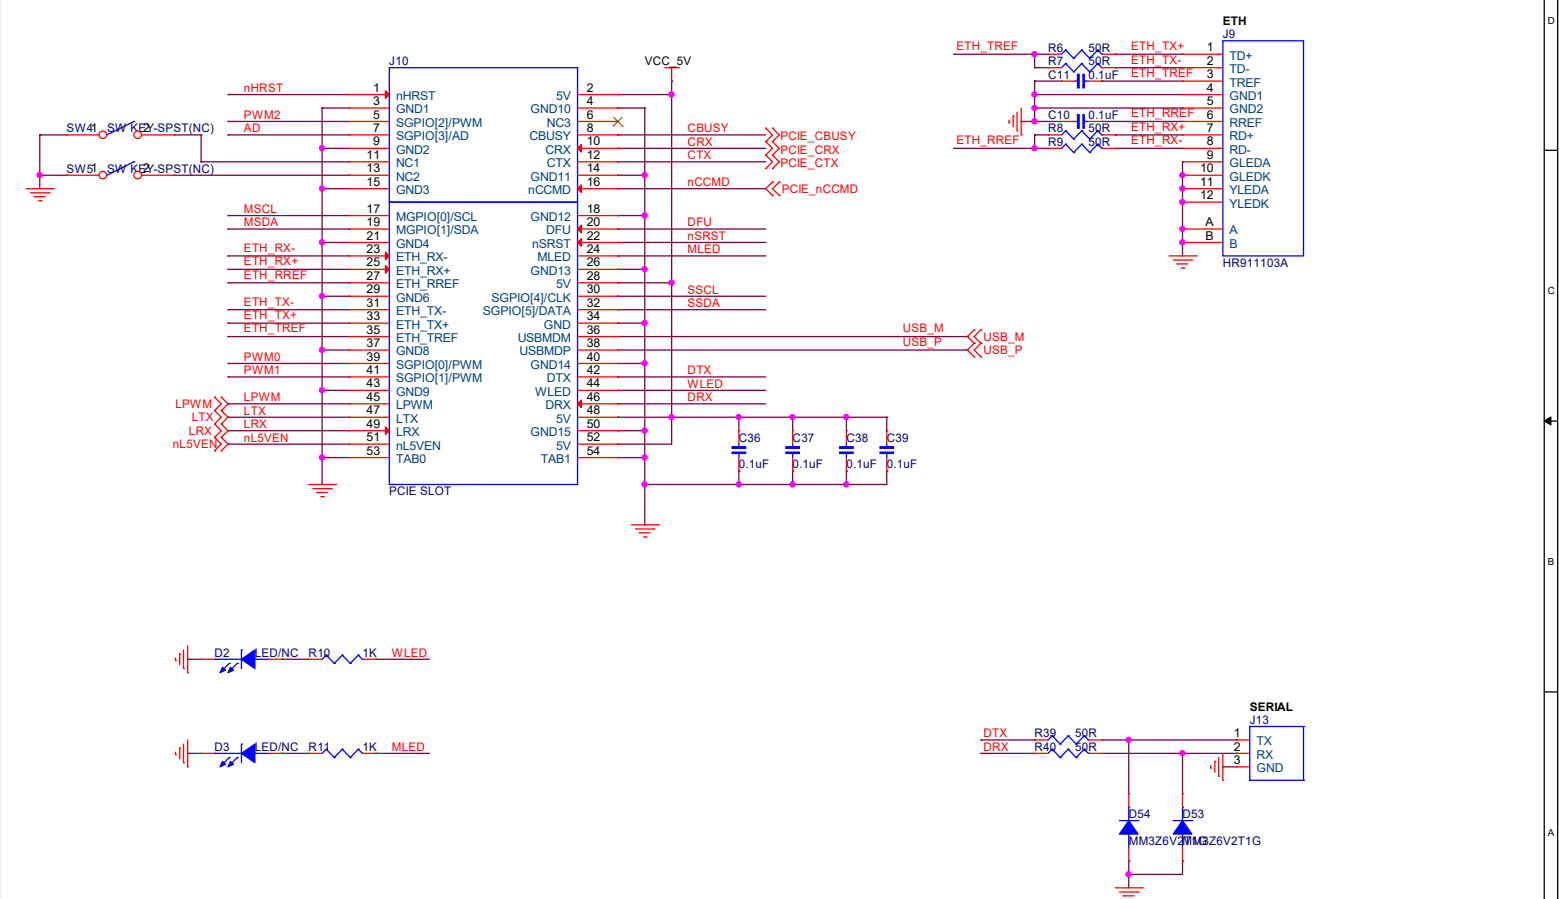 ETH
J9
ETH_TREF R6 50R ETH_TX+ 1 TD+
R7 50R ETH_TX- 2 TD-
C11 0.1uF ETH_TREF 3 TREF
4 GND1
5 GND2
C10 0.1uF ETH_RREF 6 RREF
R8 50R ETH_RX+ 7 RD+
ETH_RREF R9 50R ETH_RX- 8 RD-
9 GLEDA
10 GLEDK
11 YLEDA
12 YLEDK
A A
B B
HR911103A
J10
VCC_5V
nHRST 1 nHRST 5V 2
3 GND1 GND10 4
PWM2 5 SGPIO[2]/PWM NC3 6
AD 7 SGPIO[3]/AD CBUSY 8 CBUSY PCIE_CBUSY
9 GND2 CRX 10 CRX PCIE_CRX
11 NC1 CTX 12 CTX PCIE_CTX
13 NC2 GND11 14
15 GND3 nCCMD 16 nCCMD PCIE_nCCMD
SW4 1 SW KEY-SPST(NC) 2
SW5 1 SW KEY-SPST(NC) 2
MSCL 17 MGPIO[0]/SCL GND12 18
MSDA 19 MGPIO[1]/SDA DFU 20 DFU
21 GND4 nSRST 22 nSRST
ETH_RX- 23 ETH_RX- MLED 24 MLED
ETH_RX+ 25 ETH_RX+ GND13 26
ETH_RREF 27 ETH_RREF 5V 28
29 GND6 SGPIO[4]/CLK 30 SSCL
ETH_TX- 31 ETH_TX- SGPIO[5]/DATA 32 SSDA
ETH_TX+ 33 ETH_TX+ GND 34
ETH_TREF 35 ETH_TREF USBMDM 36 USB_M USB_M
37 GND8 USBMDP 38 USB_P USB_P
PWM0 39 SGPIO[0]/PWM GND14 40
PWM1 41 SGPIO[1]/PWM DTX 42 DTX
43 GND9 WLED 44 WLED
LPWM LPWM 45 LPWM DRX 46 DRX
LTX LTX 47 LTX 5V 48
LRX LRX 49 LRX GND15 50
nL5VEN nL5VEN 51 nL5VEN 5V 52
53 TAB0 TAB1 54
PCIE SLOT
C36 C37 C38 C39
0.1uF 0.1uF 0.1uF 0.1uF
D2 LED/NC R10 1K WLED
D3 LED/NC R11 1K MLED
SERIAL
J13
DTX R39 50R 1 TX
DRX R40 50R 2 RX
3 GND
D54 D53
MM3Z6V2T1G MM3Z6V2T1G
D
C
B
A